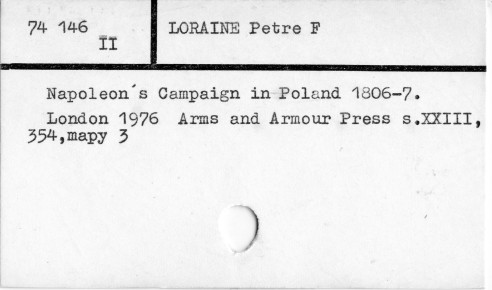 74 146
II
LORAINE Petre F
Napoleon´s Campaign in Poland 1806-7.
London 1976 Arms and Armour Press s.XXIII,
354,mapy 3